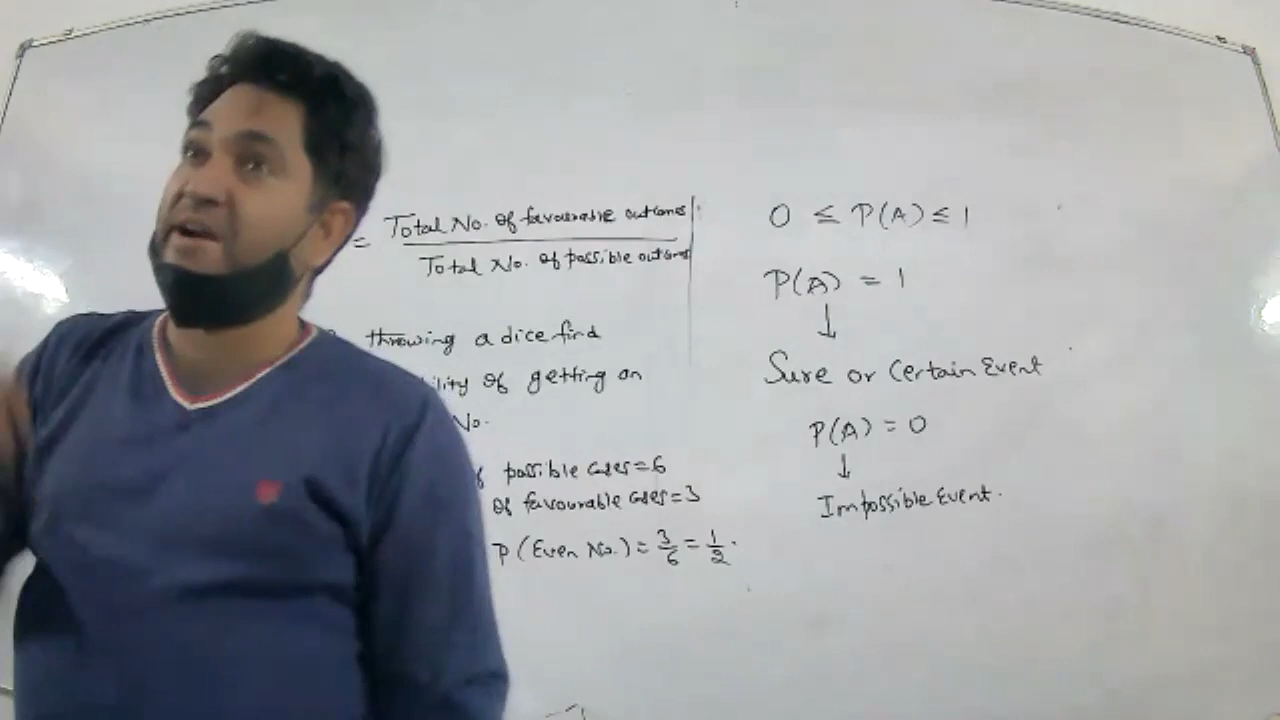 = Total No. of favourable outcomes
Total No. of possible outcomes
throwing a dice find
ility of getting an
No.
possible cases = 6
of favourable cases = 3
P(Even No.) = 3/6 = 1/2.
0 ≤ P(A) ≤ 1
P(A) = 1
↓
Sure or Certain Event
P(A) = 0
↓
Impossible Event.